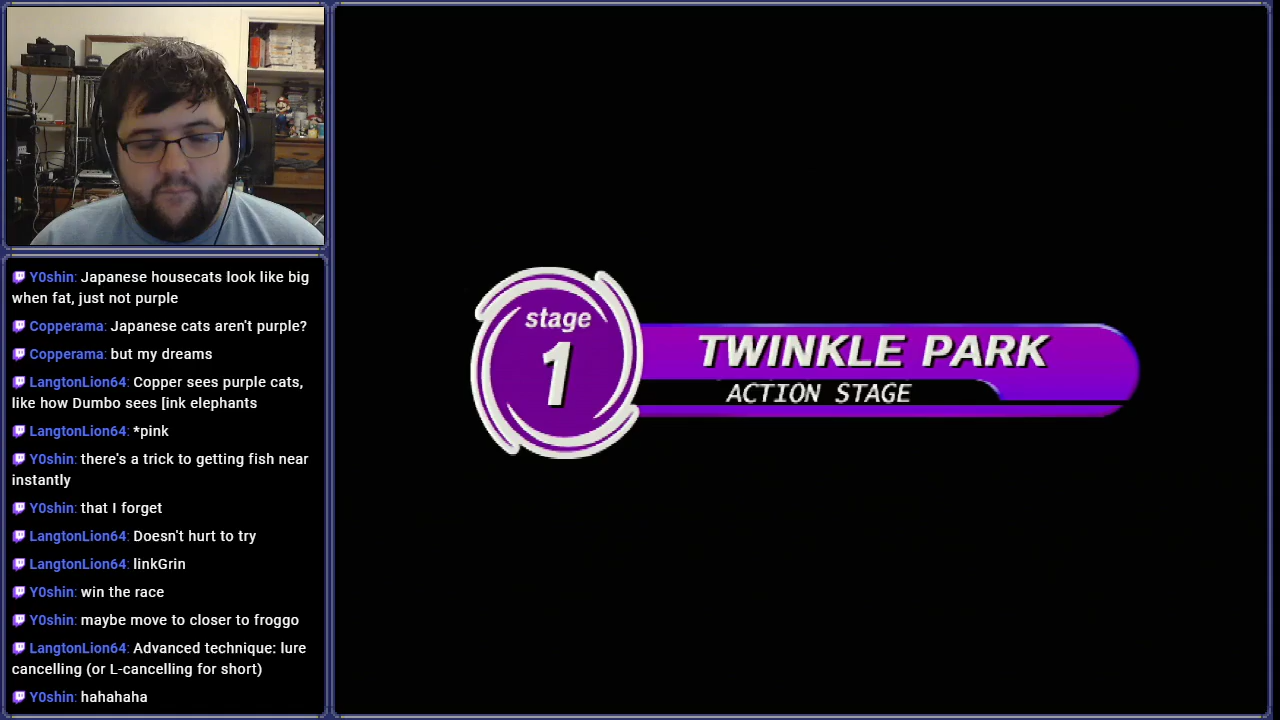 Y0shin: Japanese housecats look like big
when fat, just not purple
Copperama: Japanese cats aren't purple?
Copperama: but my dreams
LangtonLion64: Copper sees purple cats,
like how Dumbo sees [ink elephants
LangtonLion64: *pink
Y0shin: there's a trick to getting fish near
instantly
Y0shin: that I forget
LangtonLion64: Doesn't hurt to try
LangtonLion64: linkGrin
Y0shin: win the race
Y0shin: maybe move to closer to froggo
LangtonLion64: Advanced technique: lure
cancelling (or L-cancelling for short)
Y0shin: hahahaha
stage
1
TWINKLE PARK
ACTION STAGE